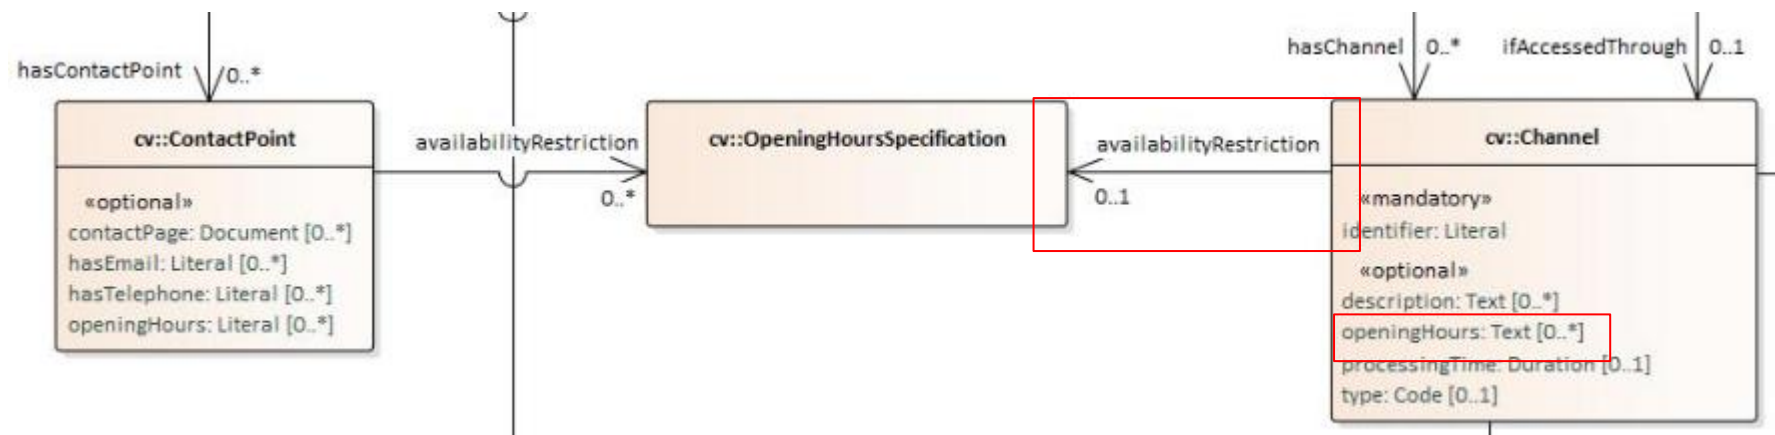 hasContactPoint
0..*
cv::ContactPoint
«optional»
contactPage: Document [0..*]
hasEmail: Literal [0..*]
hasTelephone: Literal [0..*]
openingHours: Literal [0..*]
availabilityRestriction
0..*
cv::OpeningHoursSpecification
availabilityRestriction
0..1
hasChannel
0..*
ifAccessedThrough
0..1
cv::Channel
«mandatory»
identifier: Literal
«optional»
description: Text [0..*]
openingHours: Text [0..*]
processingTime: Duration [0..1]
type: Code [0..1]